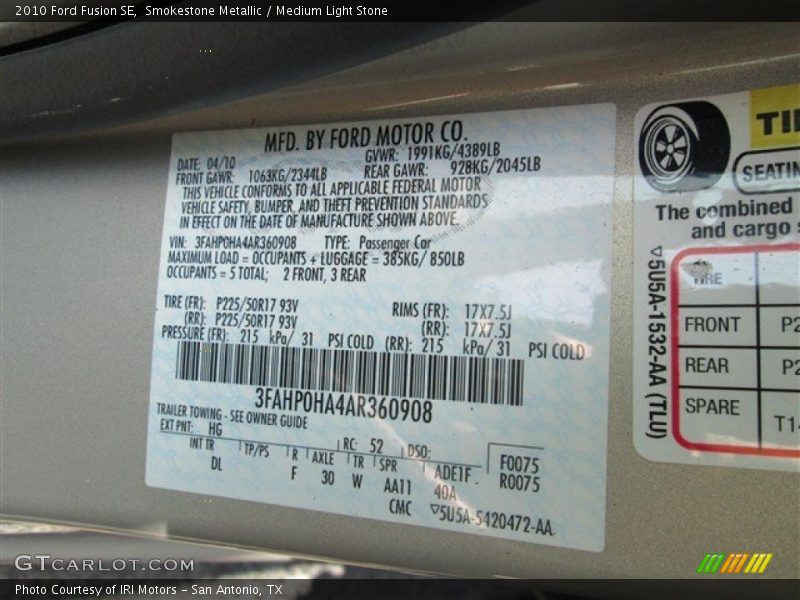 2010 Ford Fusion SE, Smokestone Metallic / Medium Light Stone
MFD. BY FORD MOTOR CO.
DATE: 04/10 GVWR: 1991KG/4389LB
FRONT GAWR: 1063KG/2344LB REAR GAWR: 928KG/2045LB
THIS VEHICLE CONFORMS TO ALL APPLICABLE FEDERAL MOTOR
VEHICLE SAFETY, BUMPER, AND THEFT PREVENTION STANDARDS
IN EFFECT ON THE DATE OF MANUFACTURE SHOWN ABOVE.
VIN: 3FAHP0HA4AR360908 TYPE: Passenger Car
MAXIMUM LOAD = OCCUPANTS + LUGGAGE = 385KG/ 850LB
OCCUPANTS = 5 TOTAL; 2 FRONT, 3 REAR
TIRE (FR): P225/50R17 93V RIMS (FR): 17X7.5J
(RR): P225/50R17 93V (RR): 17X7.5J
PRESSURE (FR): 215 kPa/ 31 PSI COLD (RR): 215 kPa/ 31 PSI COLD
3FAHP0HA4AR360908
TRAILER TOWING - SEE OWNER GUIDE
EXT PNT: HG RC: 52 DSO:
INT TR TP/PS R AXLE TR SPR ADE1F F0075
DL F 30 W AA11 40A R0075
CMC ▽5U5A-5420472-AA
TI
SEATIN
The combined
and cargo s
▽5U5A-1532-AA (TLU)
TIRE
FRONT P2
REAR P2
SPARE T1
GTCARLOT.COM
Photo Courtesy of IRI Motors – San Antonio, TX